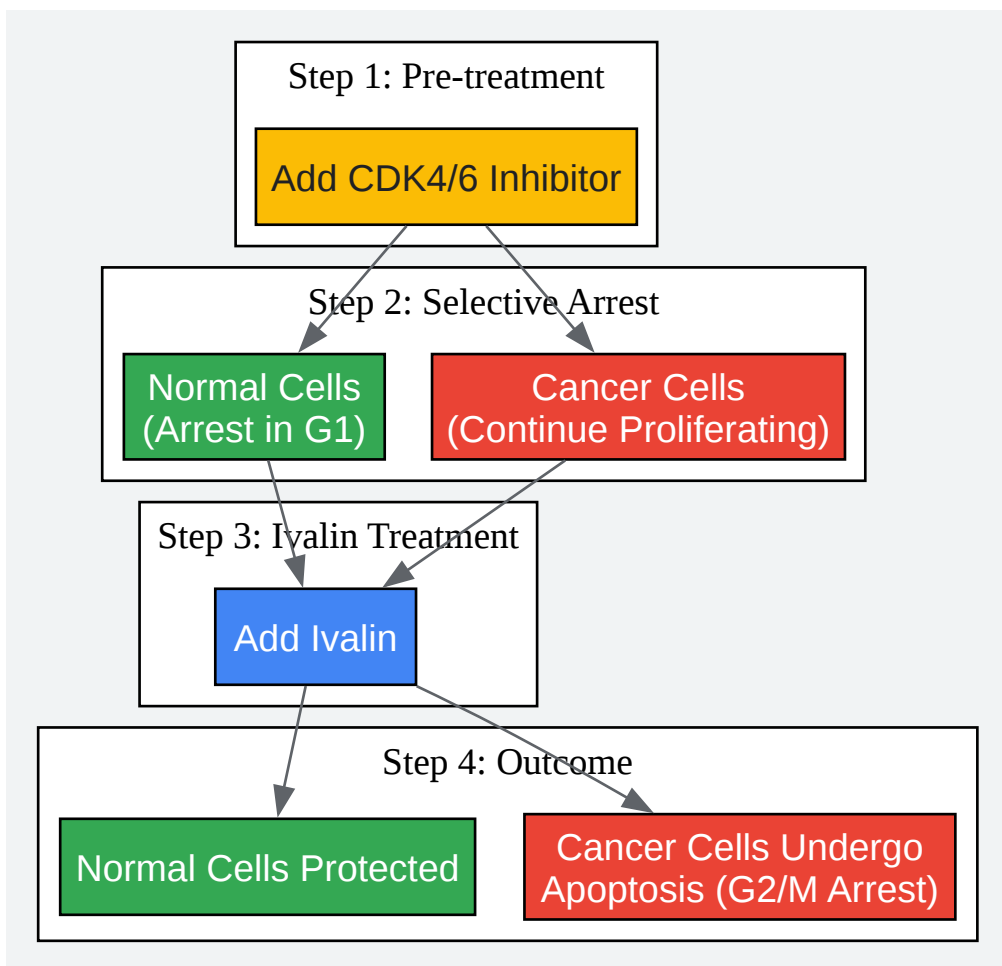 Step 1: Pre-treatment
Add CDK4/6 Inhibitor
Step 2: Selective Arrest
Normal Cells
(Arrest in G1)
Cancer Cells
(Continue Proliferating)
Step 3: Ivalin Treatment
Add Ivalin
Step 4: Outcome
Normal Cells Protected
Cancer Cells Undergo
Apoptosis (G2/M Arrest)